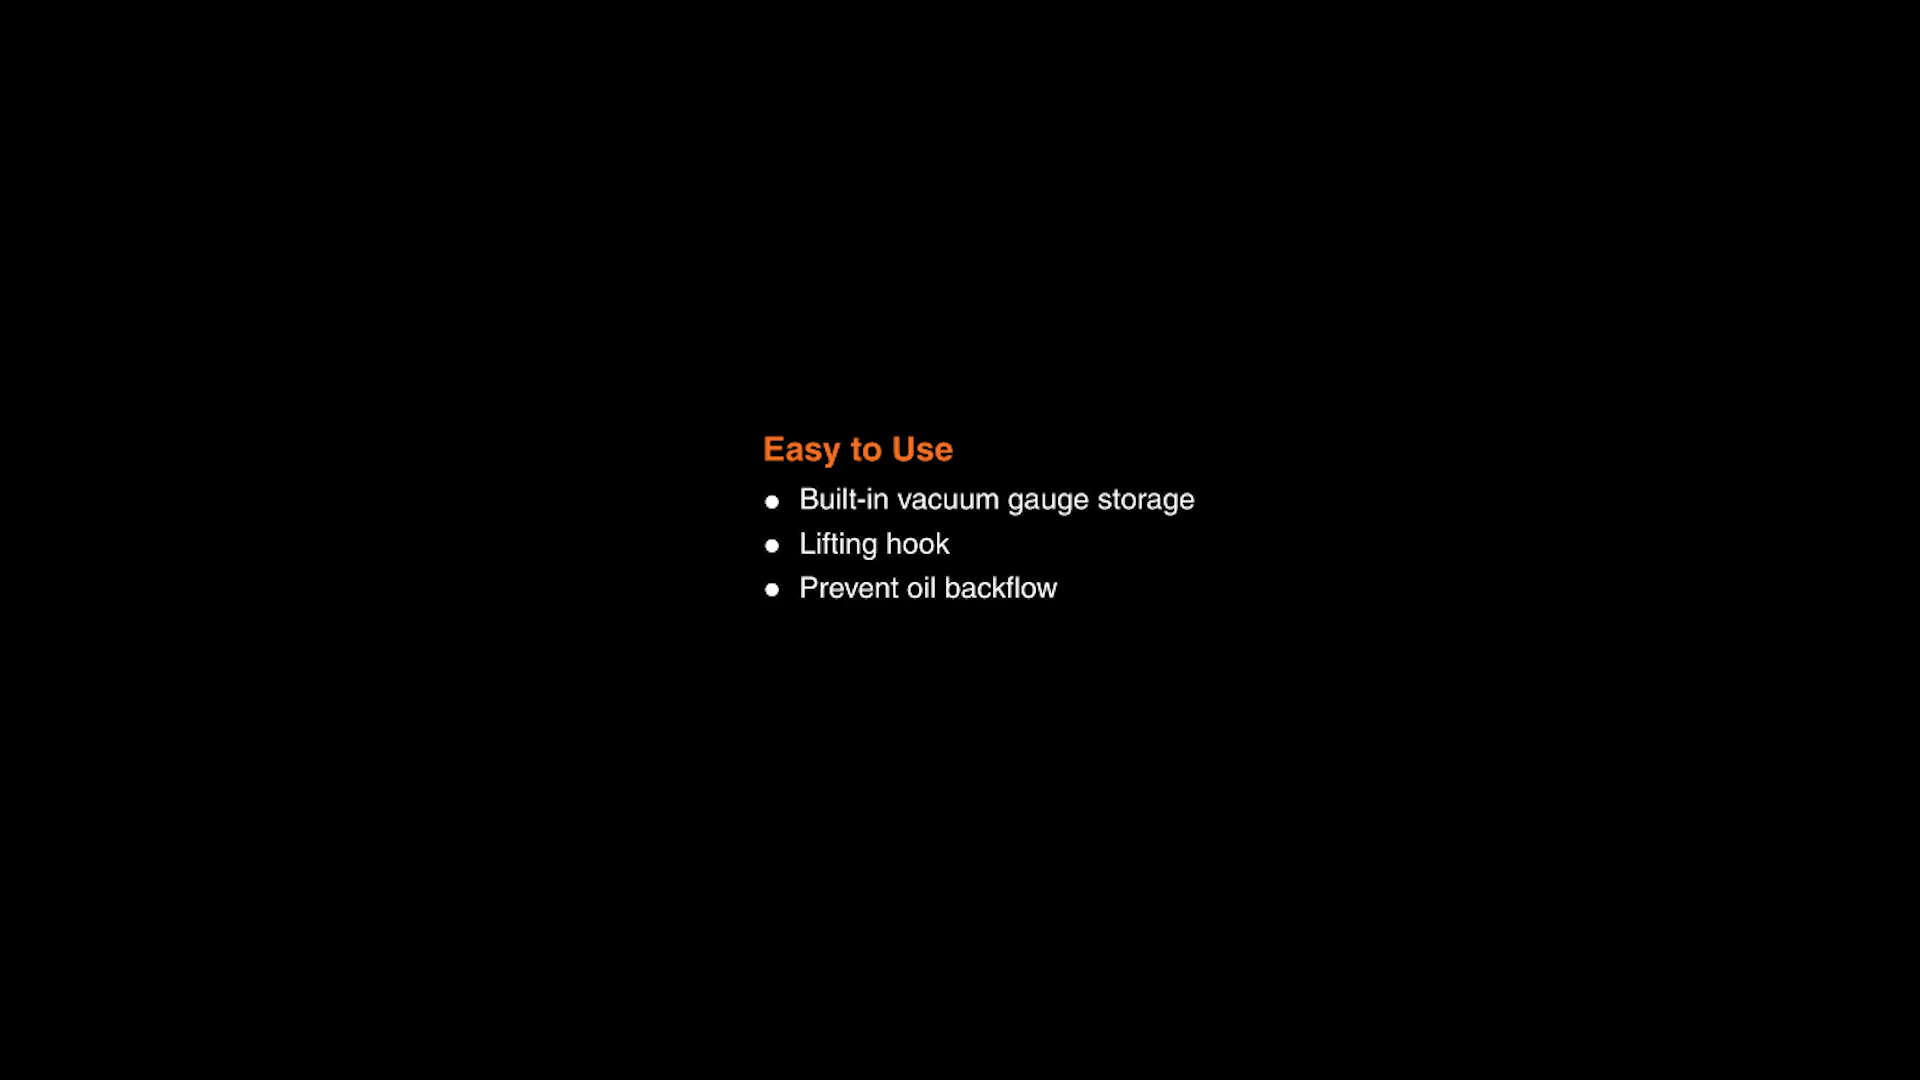 Easy to Use
● Built-in vacuum gauge storage
● Lifting hook
● Prevent oil backflow